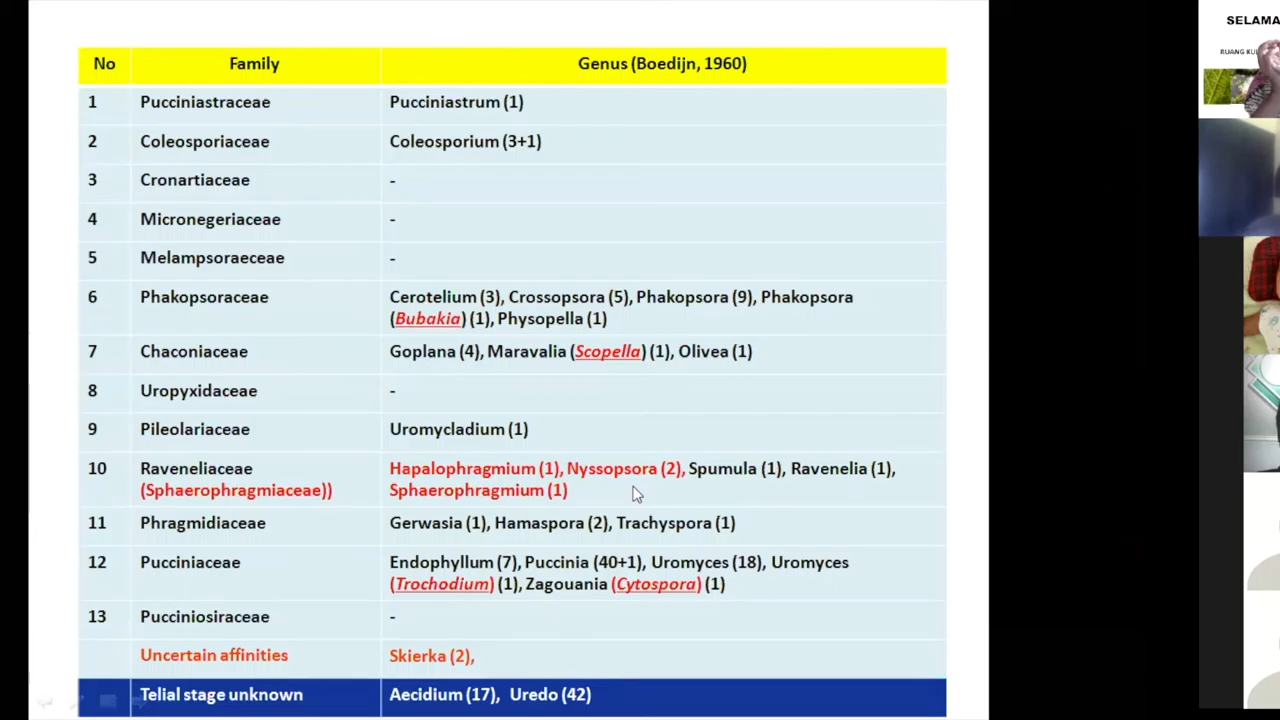 SELAMA
RUANG KUL
No Family Genus (Boedijn, 1960)
1 Pucciniastraceae Pucciniastrum (1)
2 Coleosporiaceae Coleosporium (3+1)
3 Cronartiaceae -
4 Micronegeriaceae -
5 Melampsoraeceae -
6 Phakopsoraceae Cerotelium (3), Crossopsora (5), Phakopsora (9), Phakopsora
(Bubakia) (1), Physopella (1)
7 Chaconiaceae Goplana (4), Maravalia (Scopella) (1), Olivea (1)
8 Uropyxidaceae -
9 Pileolariaceae Uromycladium (1)
10 Raveneliaceae Hapalophragmium (1), Nyssopsora (2), Spumula (1), Ravenelia (1),
(Sphaerophragmiaceae)) Sphaerophragmium (1)
11 Phragmidiaceae Gerwasia (1), Hamaspora (2), Trachyspora (1)
12 Pucciniaceae Endophyllum (7), Puccinia (40+1), Uromyces (18), Uromyces
(Trochodium) (1), Zagouania (Cytospora) (1)
13 Pucciniosiraceae -
Uncertain affinities Skierka (2),
Telial stage unknown Aecidium (17), Uredo (42)